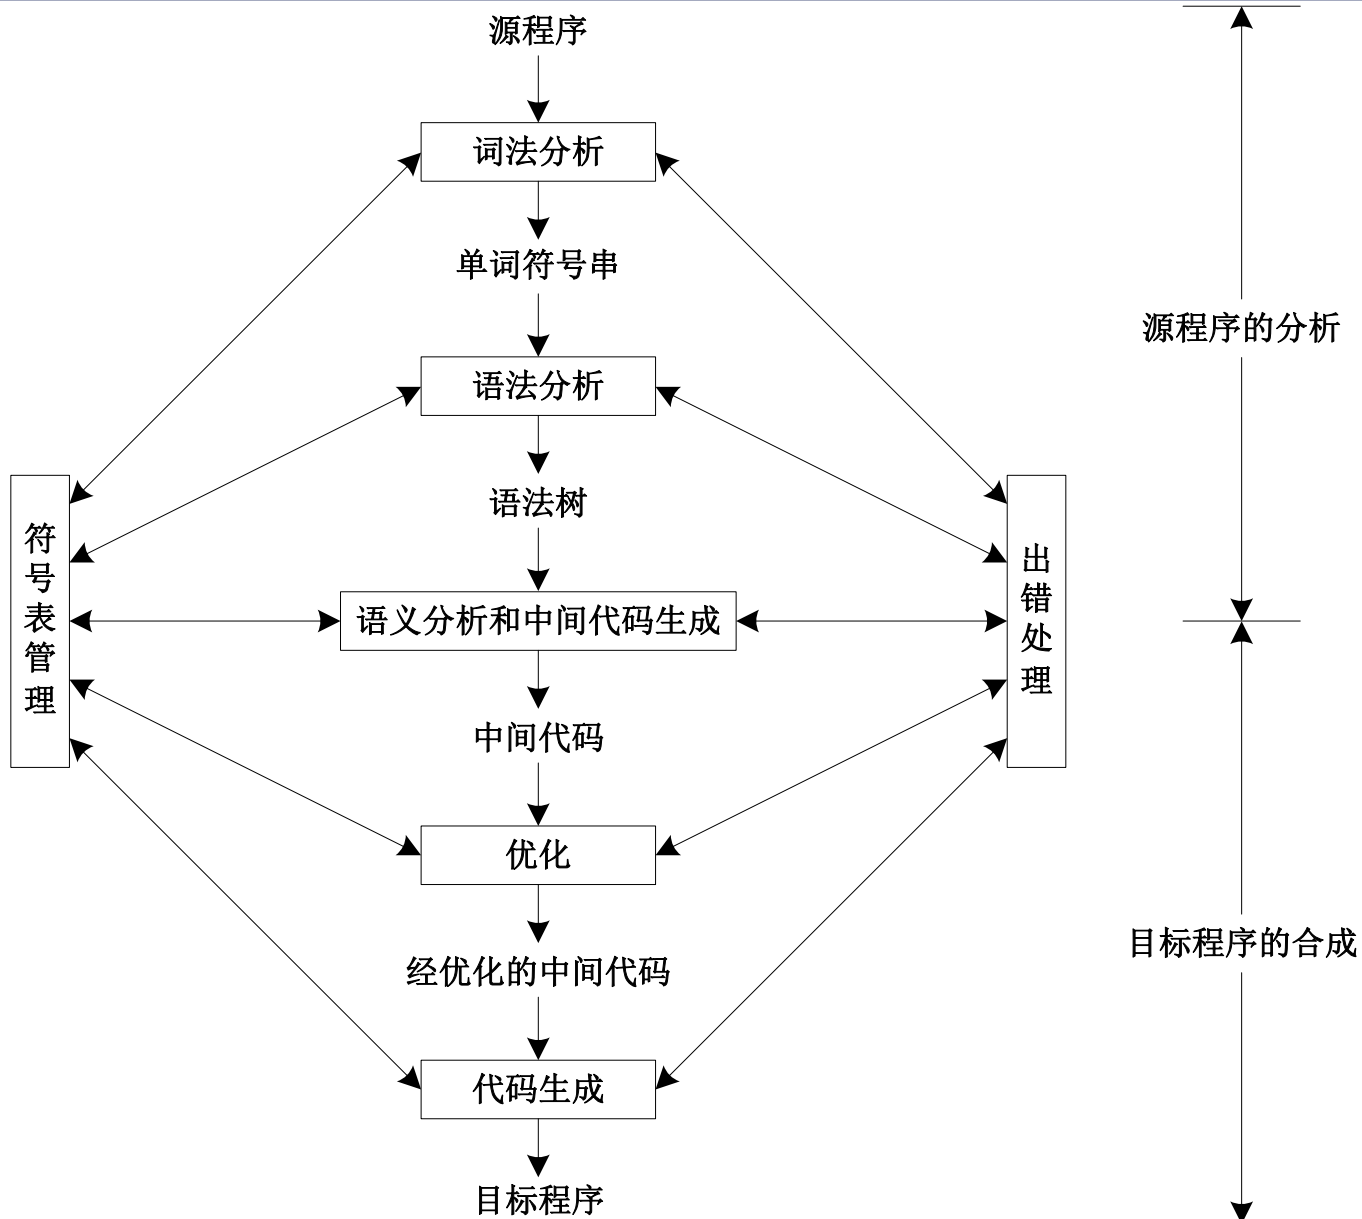 源程序
词法分析
单词符号串
源程序的分析
语法分析
语法树
符号表管理
出错处理
语义分析和中间代码生成
中间代码
优化
目标程序的合成
经优化的中间代码
代码生成
目标程序